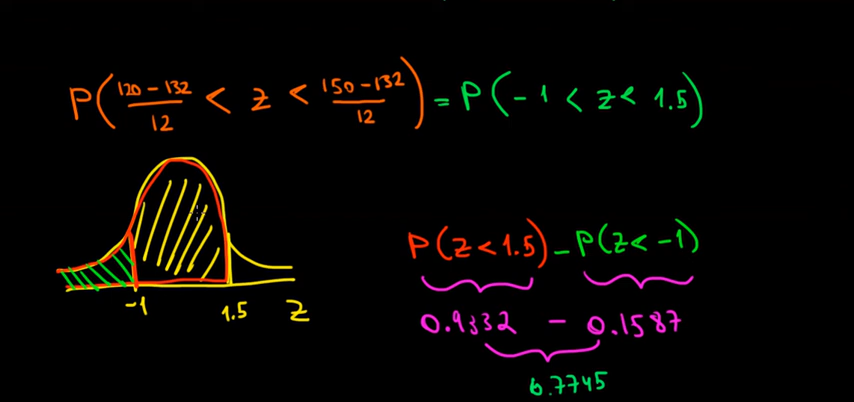 P(120-132/12 < z < 150-132/12) = P(-1 < z < 1.5)
P(z<1.5) - P(z<-1)
-1 1.5 Z
0.9332 - 0.1587
0.7745